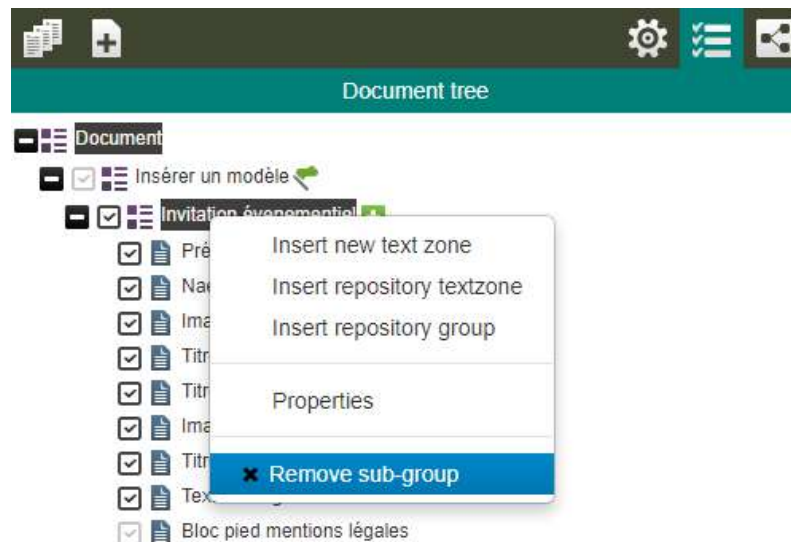 Document tree
Document
Insérer un modèle
Invitation évenementiel
Insert new text zone
Insert repository textzone
Insert repository group
Properties
Remove sub-group
Bloc pied mentions légales